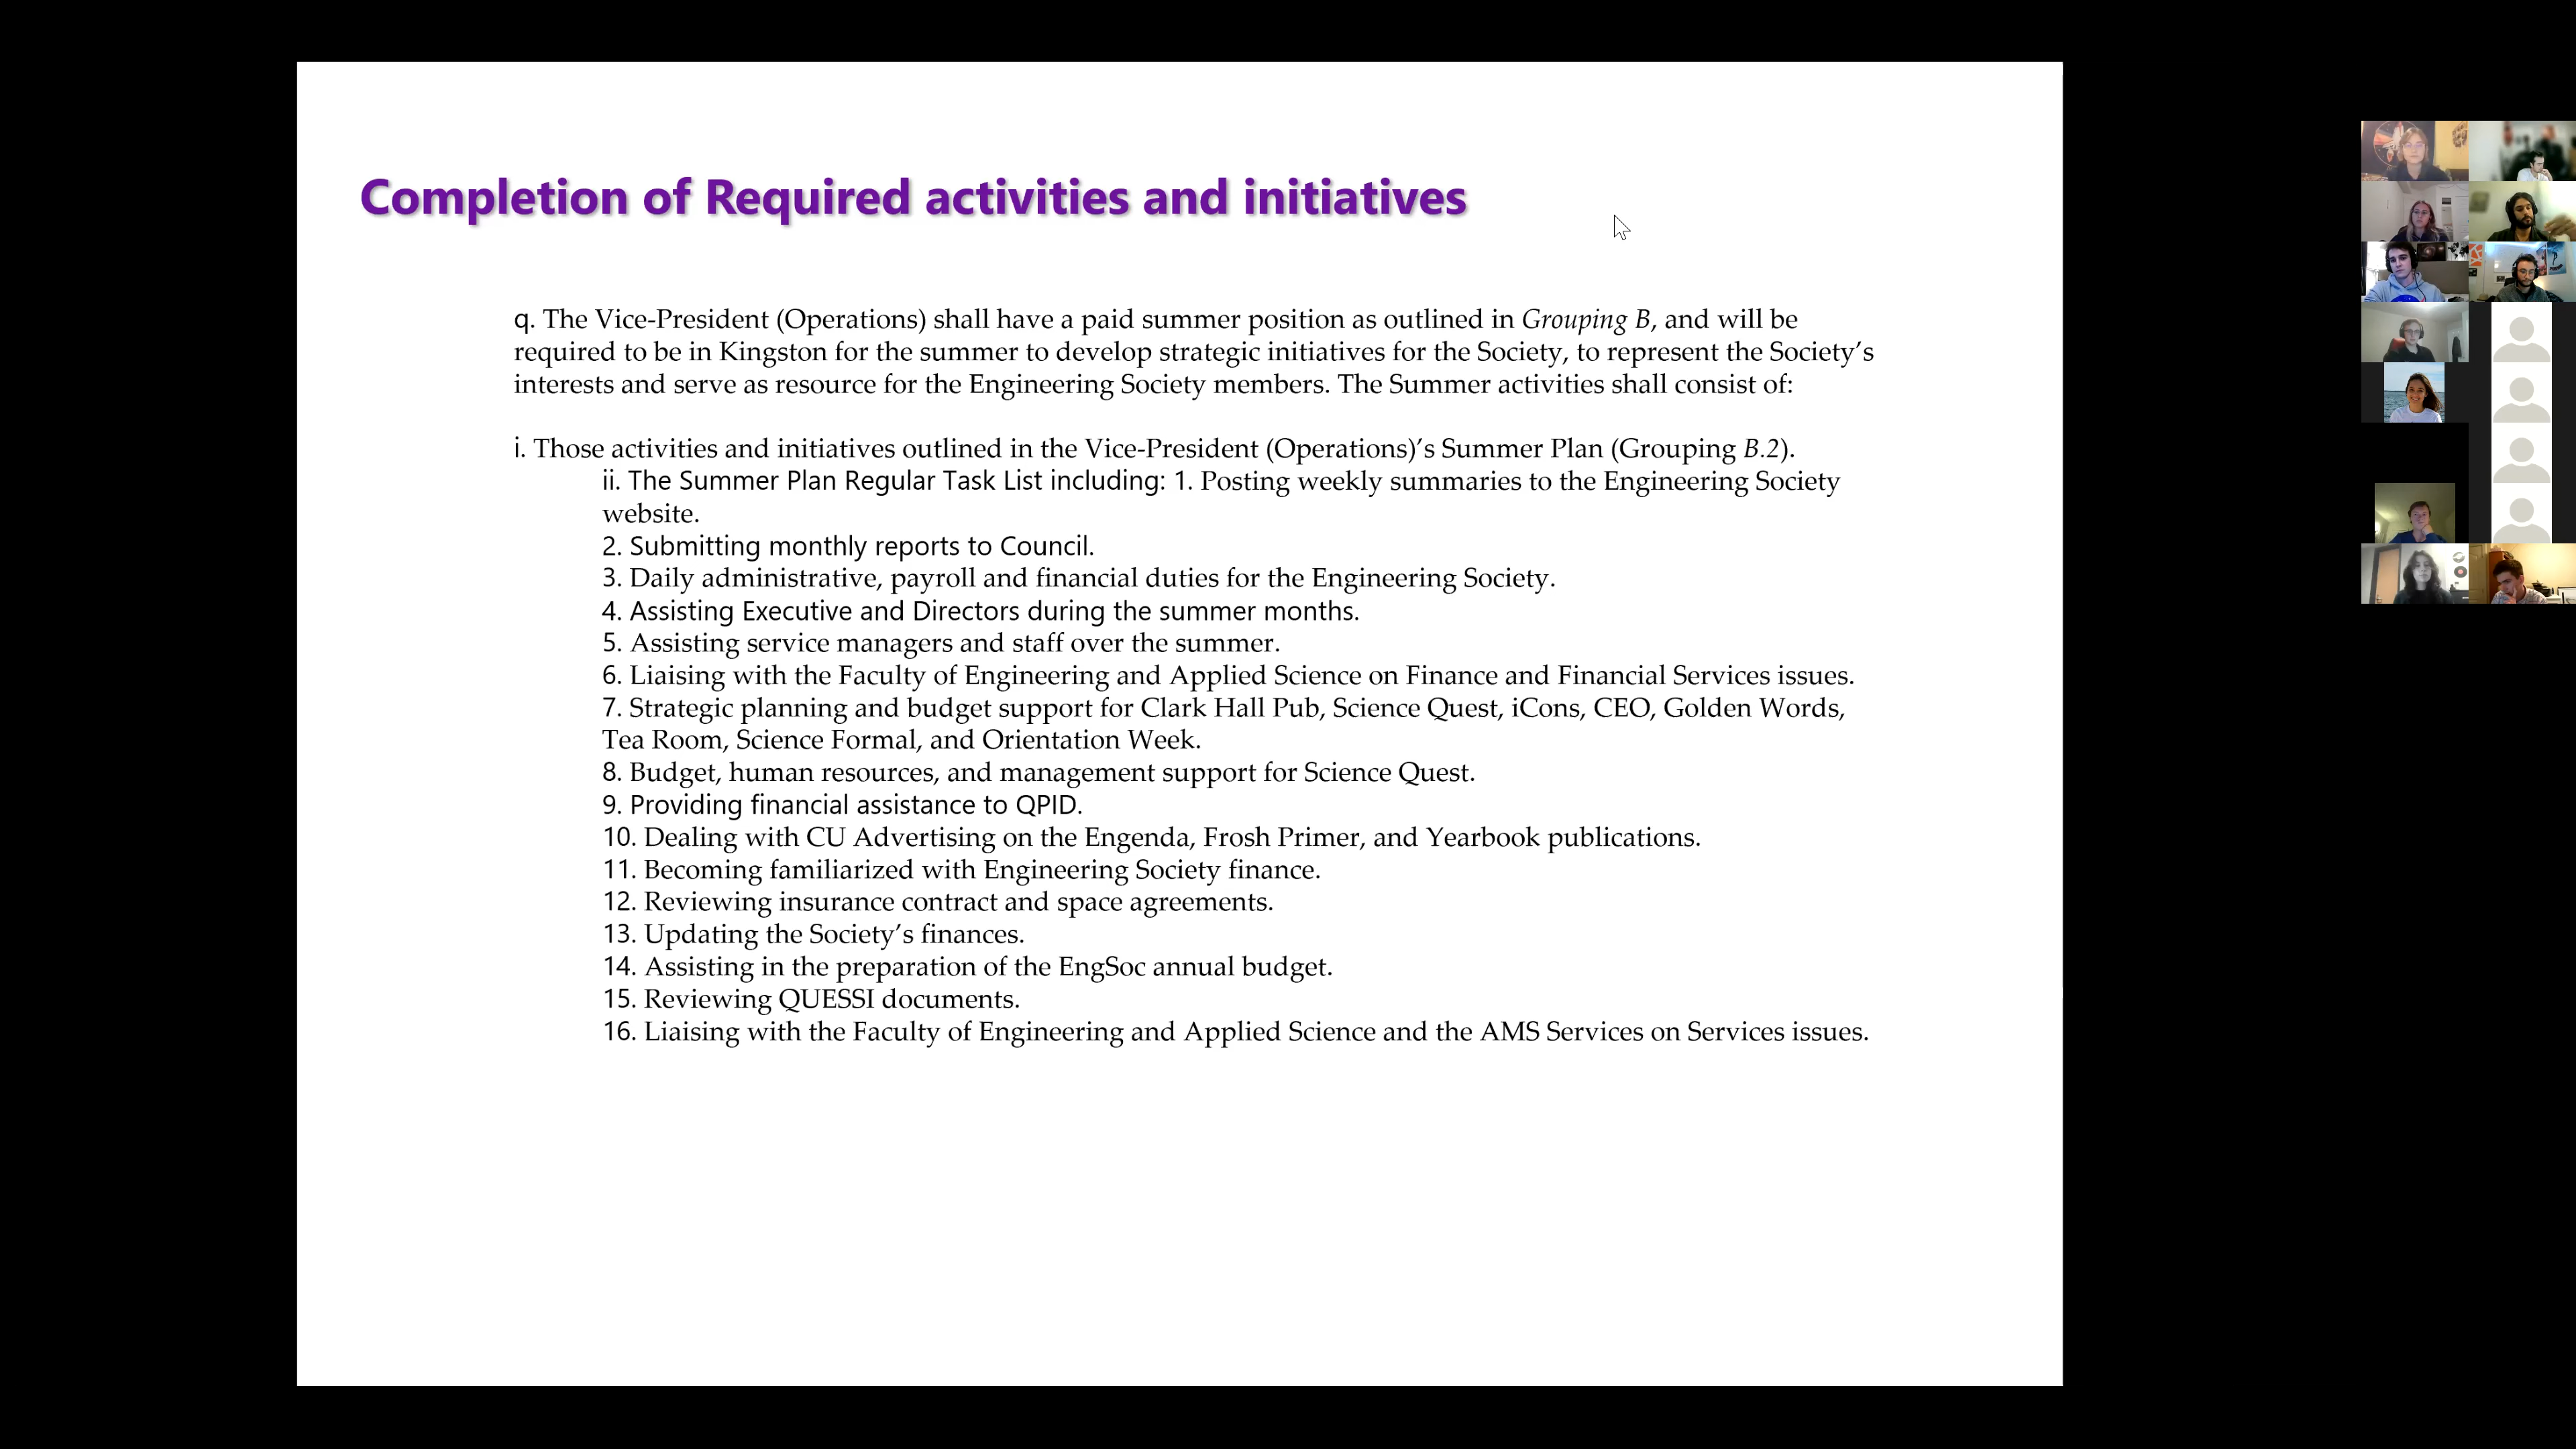 Completion of Required activities and initiatives
q. The Vice-President (Operations) shall have a paid summer position as outlined in Grouping B, and will be
required to be in Kingston for the summer to develop strategic initiatives for the Society, to represent the Society’s
interests and serve as resource for the Engineering Society members. The Summer activities shall consist of:
i. Those activities and initiatives outlined in the Vice-President (Operations)’s Summer Plan (Grouping B.2).
ii. The Summer Plan Regular Task List including: 1. Posting weekly summaries to the Engineering Society
website.
2. Submitting monthly reports to Council.
3. Daily administrative, payroll and financial duties for the Engineering Society.
4. Assisting Executive and Directors during the summer months.
5. Assisting service managers and staff over the summer.
6. Liaising with the Faculty of Engineering and Applied Science on Finance and Financial Services issues.
7. Strategic planning and budget support for Clark Hall Pub, Science Quest, iCons, CEO, Golden Words,
Tea Room, Science Formal, and Orientation Week.
8. Budget, human resources, and management support for Science Quest.
9. Providing financial assistance to QPID.
10. Dealing with CU Advertising on the Engenda, Frosh Primer, and Yearbook publications.
11. Becoming familiarized with Engineering Society finance.
12. Reviewing insurance contract and space agreements.
13. Updating the Society’s finances.
14. Assisting in the preparation of the EngSoc annual budget.
15. Reviewing QUESSI documents.
16. Liaising with the Faculty of Engineering and Applied Science and the AMS Services on Services issues.